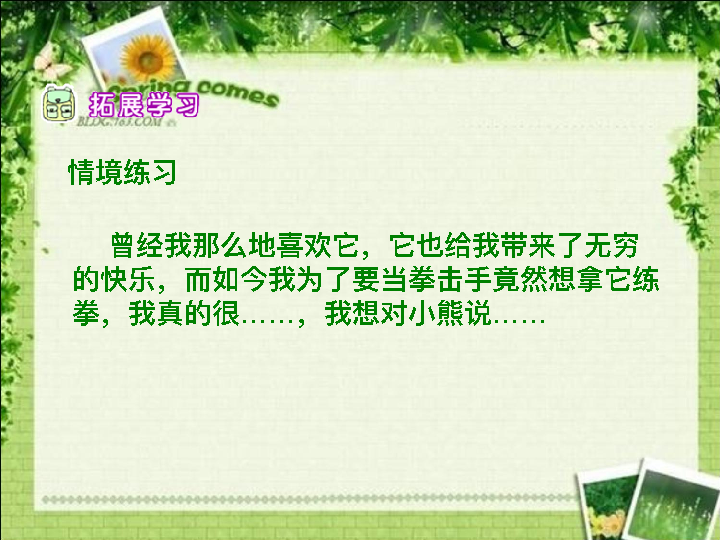 Spring comes
拓展学习
BLOG.163.COM
情境练习
曾经我那么地喜欢它，它也给我带来了无穷
的快乐，而如今我为了要当拳击手竟然想拿它练
拳，我真的很……，我想对小熊说……